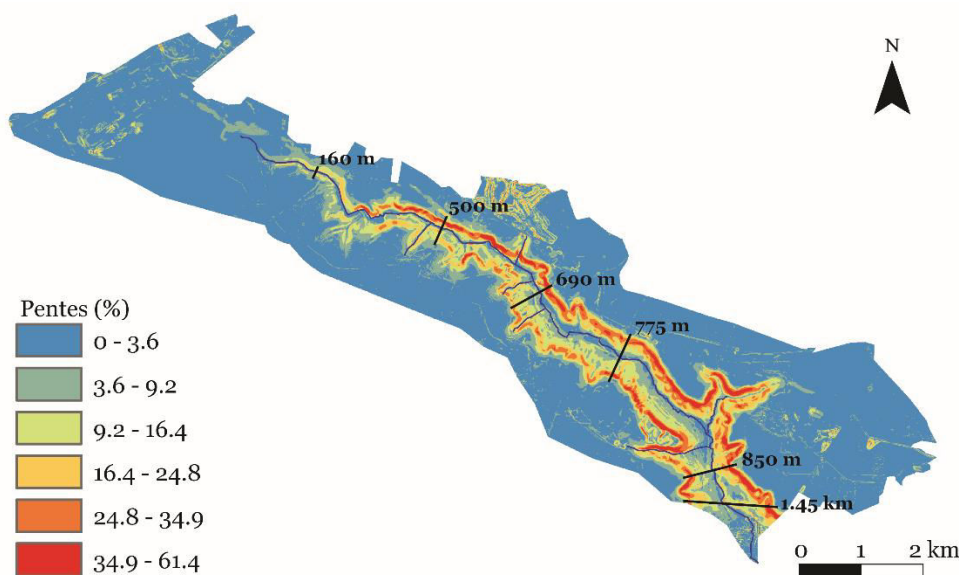 N
160 m
500 m
690 m
775 m
850 m
1.45 km
Pentes (%)
0 - 3.6
3.6 - 9.2
9.2 - 16.4
16.4 - 24.8
24.8 - 34.9
34.9 - 61.4
0 1 2 km